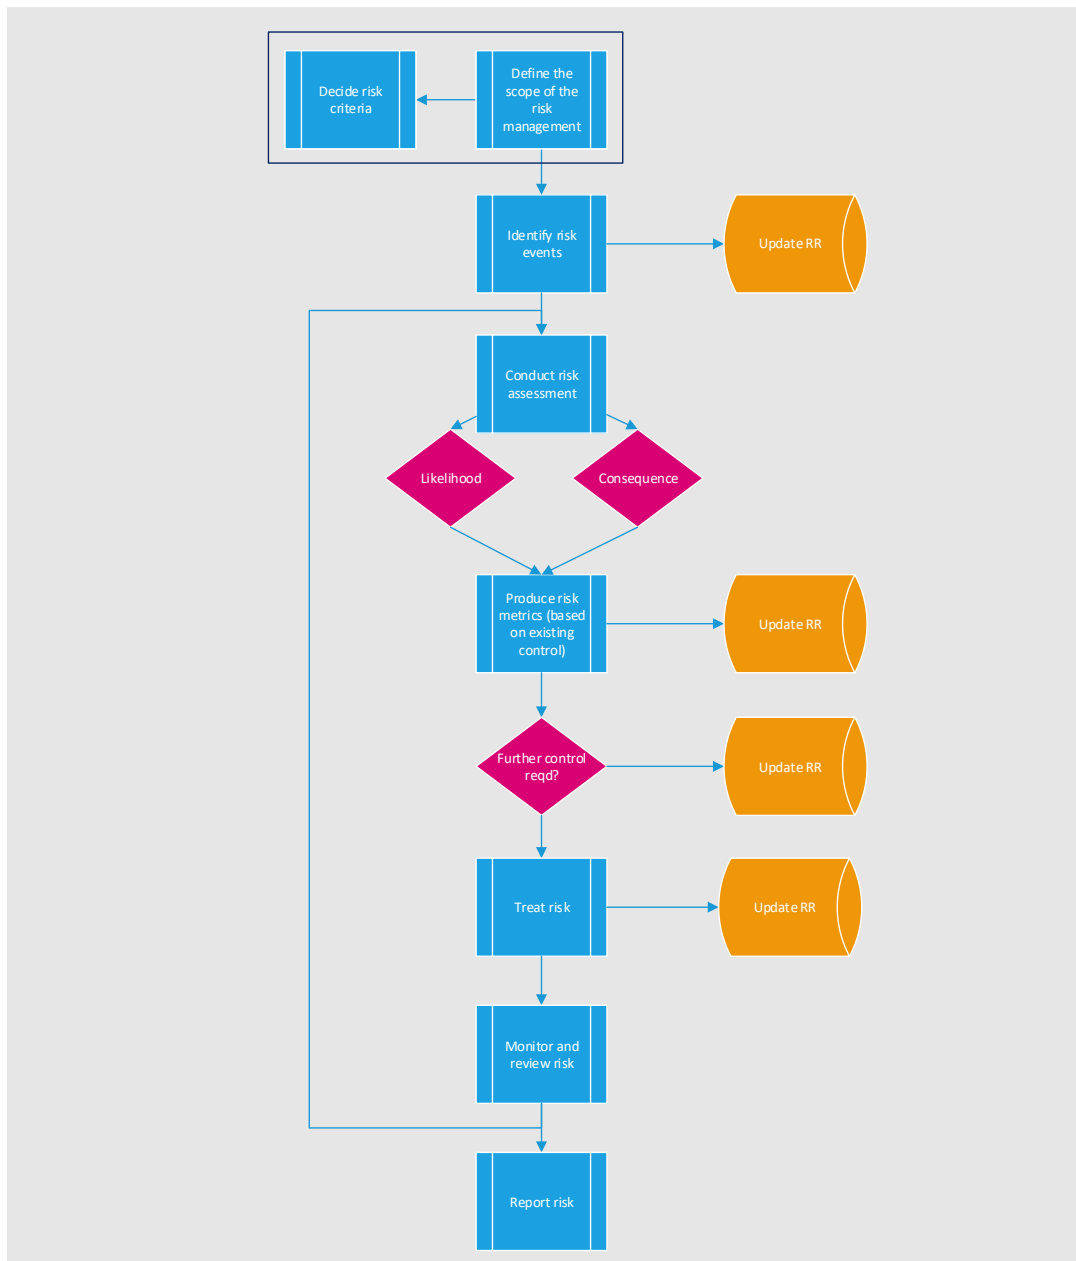 Decide risk
criteria
Define the
scope of the
risk
management
Identify risk
events
Update RR
Conduct risk
assessment
Likelihood
Consequence
Produce risk
metrics (based
on existing
control)
Update RR
Further control
reqd?
Update RR
Treat risk
Update RR
Monitor and
review risk
Report risk